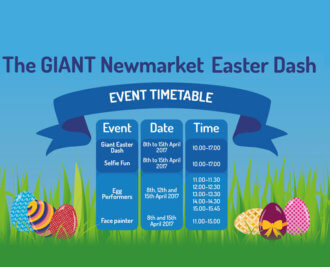 The GIANT Newmarket Easter Dash
EVENT TIMETABLE
Event Date Time
Giant Easter Dash 8th to 15th April 2017 10.00-17.00
Selfie Fun 8th to 15th April 2017 10.00-17.00
Egg Performers 8th, 12th and 15th April 2017 11.00-11.30
12.00-12.30
13.00-13.30
14.00-14.30
15.00-15.45
Face painter 8th and 15th April 2017 11.00-15.00